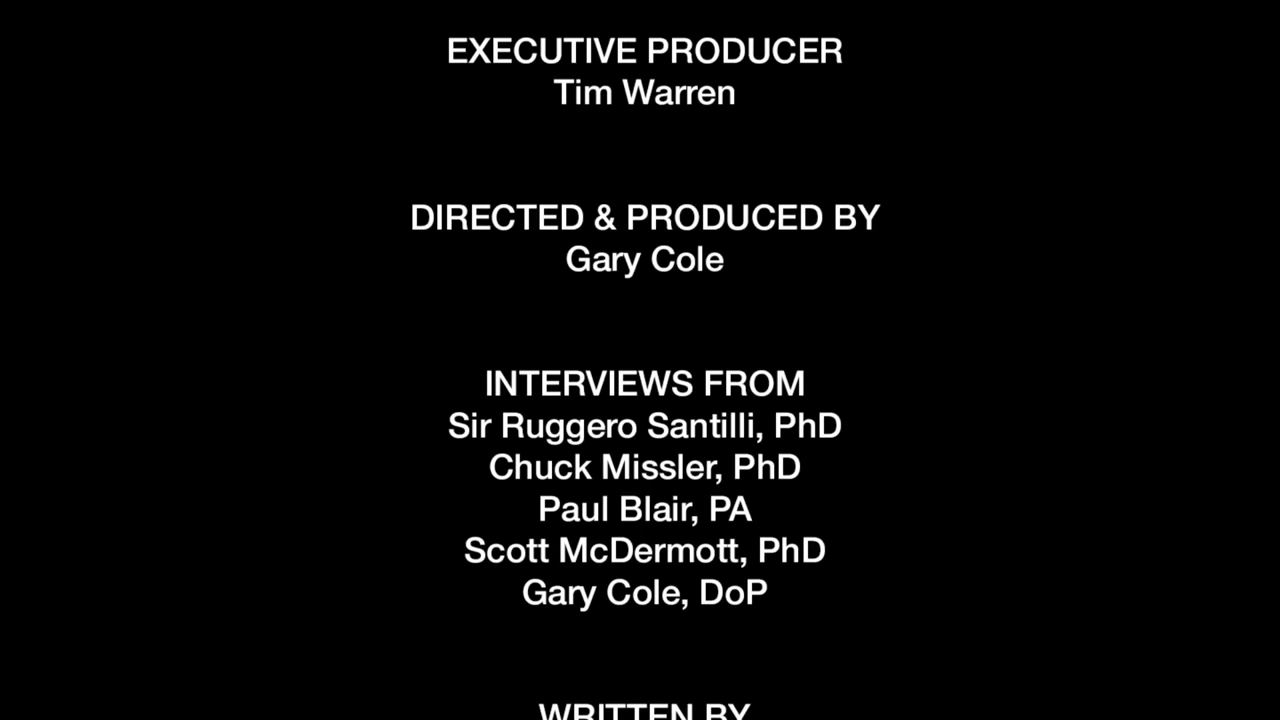 EXECUTIVE PRODUCER
Tim Warren
DIRECTED & PRODUCED BY
Gary Cole
INTERVIEWS FROM
Sir Ruggero Santilli, PhD
Chuck Missler, PhD
Paul Blair, PA
Scott McDermott, PhD
Gary Cole, DoP
WRITTEN BY